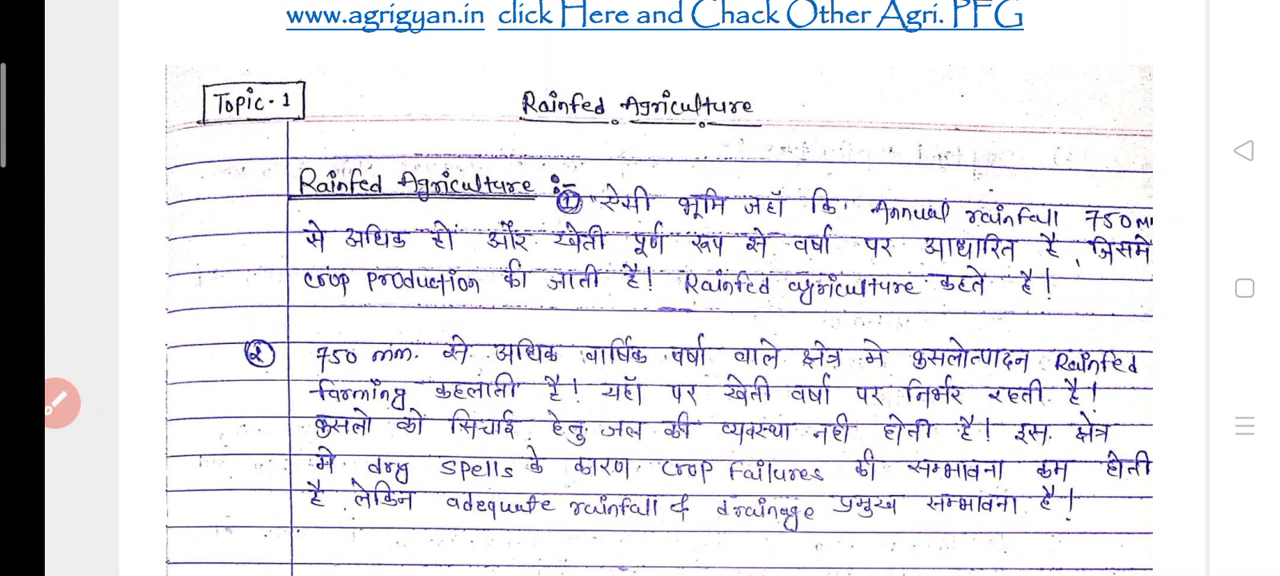 www.agrigyan.in click Here and Chack Other Agri. PFG
Topic-1 Rainfed Agriculture
Rainfed Agriculture :- ① ऐसी भूमि जहाँ कि Annual rainfall 750 m
से अधिक हो और खेती पूर्ण रूप से वर्षा पर आधारित है, जिसमे
crop production की जाती है! Rainfed agriculture कहते है!
② 750 mm. से अधिक वार्षिक वर्षा वाले क्षेत्र मे फसलोत्पादन Rainfed
farming कहलाती है! यहाँ पर खेती वर्षा पर निर्भर रहती है!
फसलो को सिचाई हेतु जल की व्यवस्था नही होती है! इस क्षेत्र
मे dry spells के कारण crop failures की सम्भावना कम होती
है लेकिन adequate rainfall & drainage प्रमुख सम्भावना है!